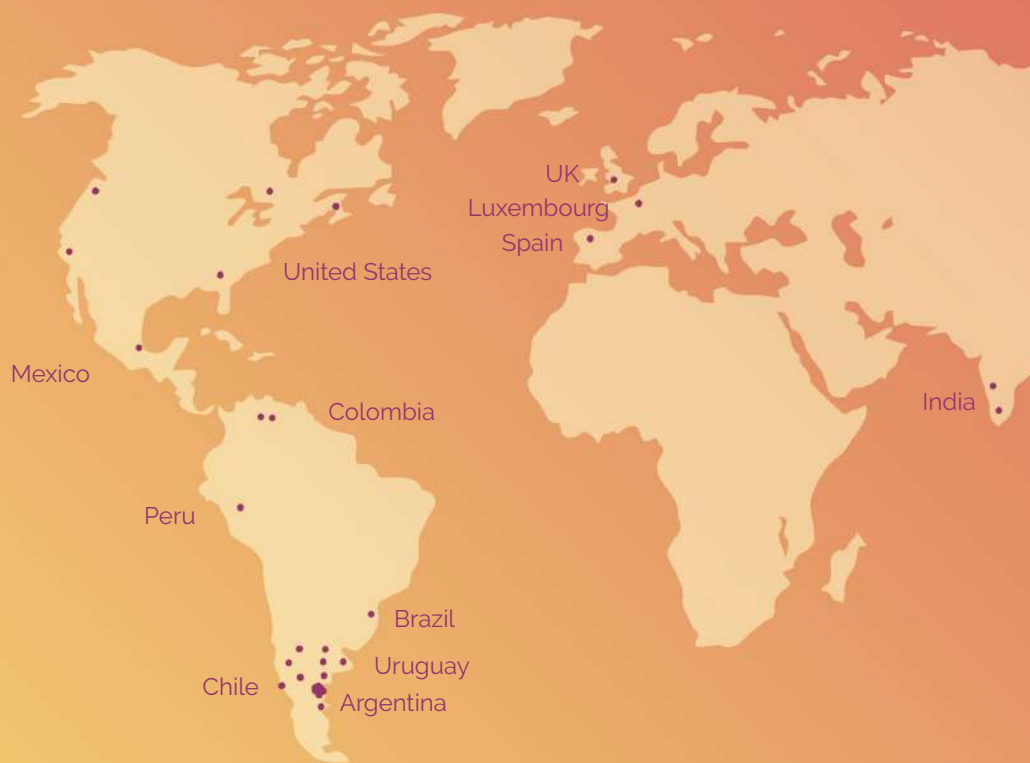 UK
Luxembourg
Spain
United States
Mexico
India
Colombia
Peru
Brazil
Uruguay
Chile
Argentina